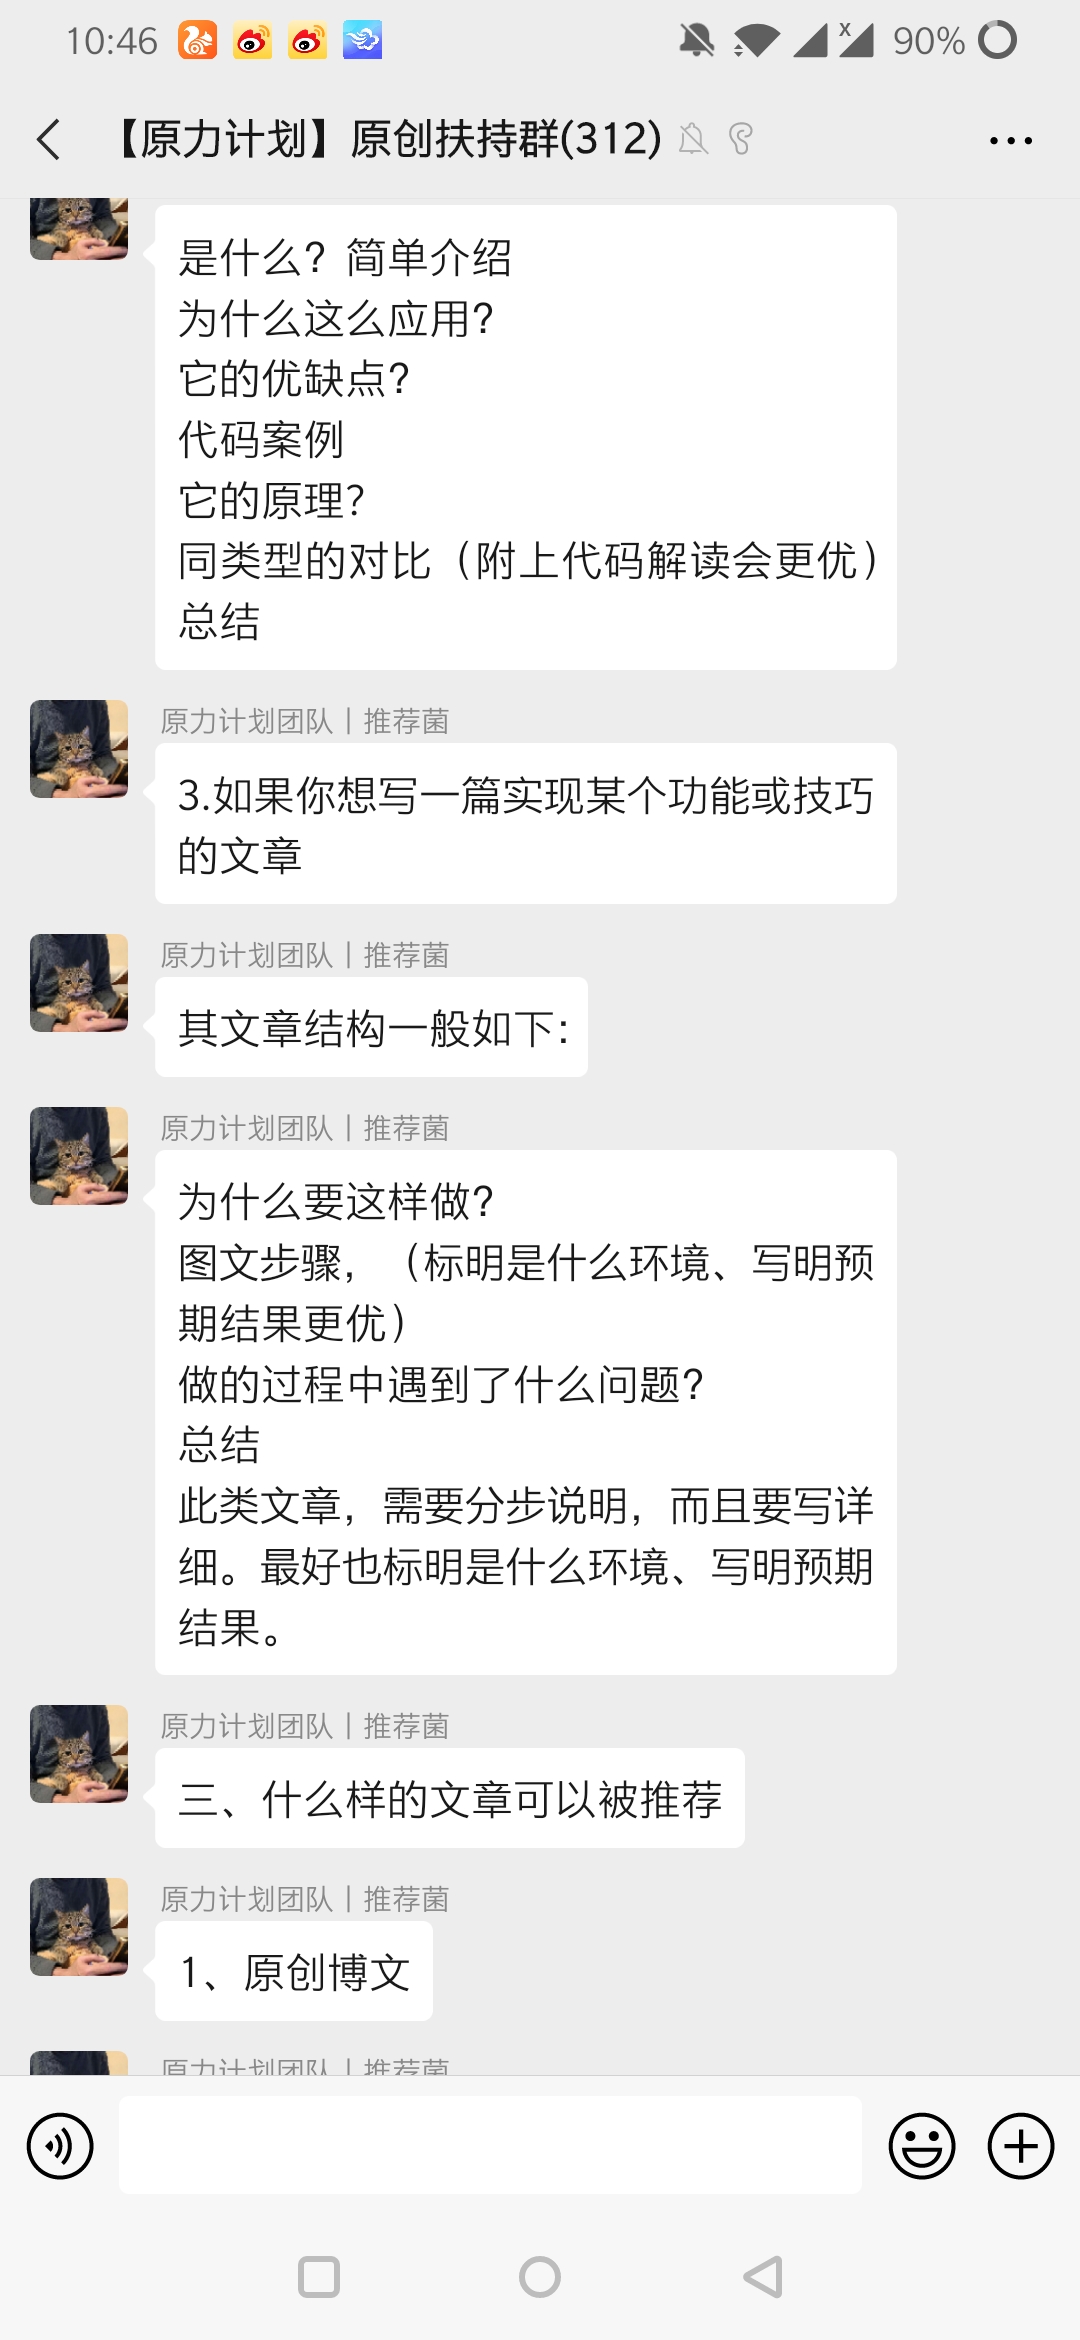 10:46
x
90%
【原力计划】原创扶持群(312)
是什么？简单介绍
为什么这么应用?
它的优缺点?
代码案例
它的原理?
同类型的对比（附上代码解读会更优）
总结
原力计划团队丨推荐菌
3.如果你想写一篇实现某个功能或技巧
的文章
原力计划团队丨推荐菌
其文章结构一般如下:
原力计划团队丨推荐菌
为什么要这样做?
图文步骤，（标明是什么环境、写明预
期结果更优）
做的过程中遇到了什么问题?
总结
此类文章，需要分步说明，而且要写详
细。最好也标明是什么环境、写明预期
结果。
原力计划团队丨推荐菌
三、什么样的文章可以被推荐
原力计划团队丨推荐菌
1、原创博文
原力计划团队丨推荐菌